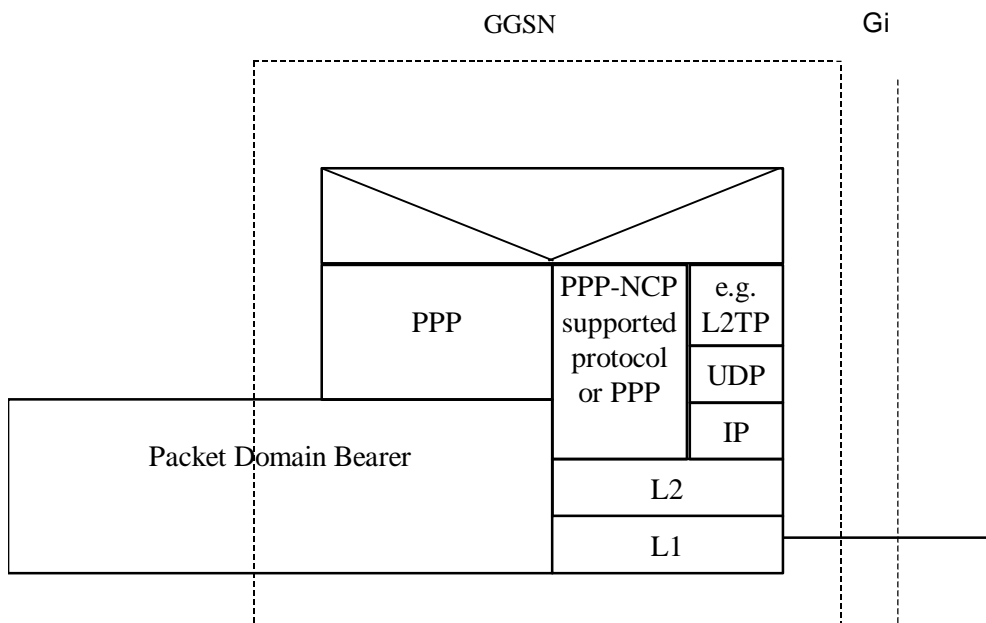 GGSN
Gi
PPP
PPP-NCP
supported
protocol
or PPP
e.g.
L2TP
UDP
IP
Packet Domain Bearer
L2
L1